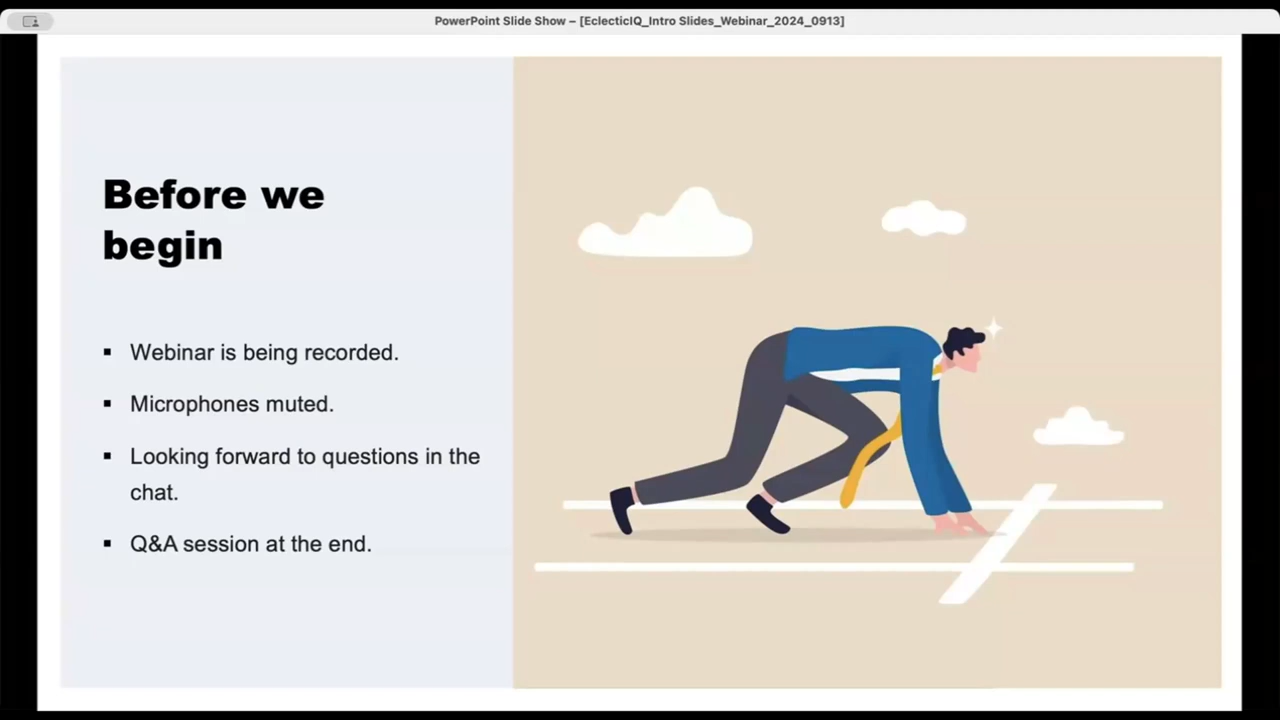 PowerPoint Slide Show – [EclecticIQ_Intro Slides_Webinar_2024_0913]
Before we
begin
▪ Webinar is being recorded.
▪ Microphones muted.
▪ Looking forward to questions in the
chat.
▪ Q&A session at the end.